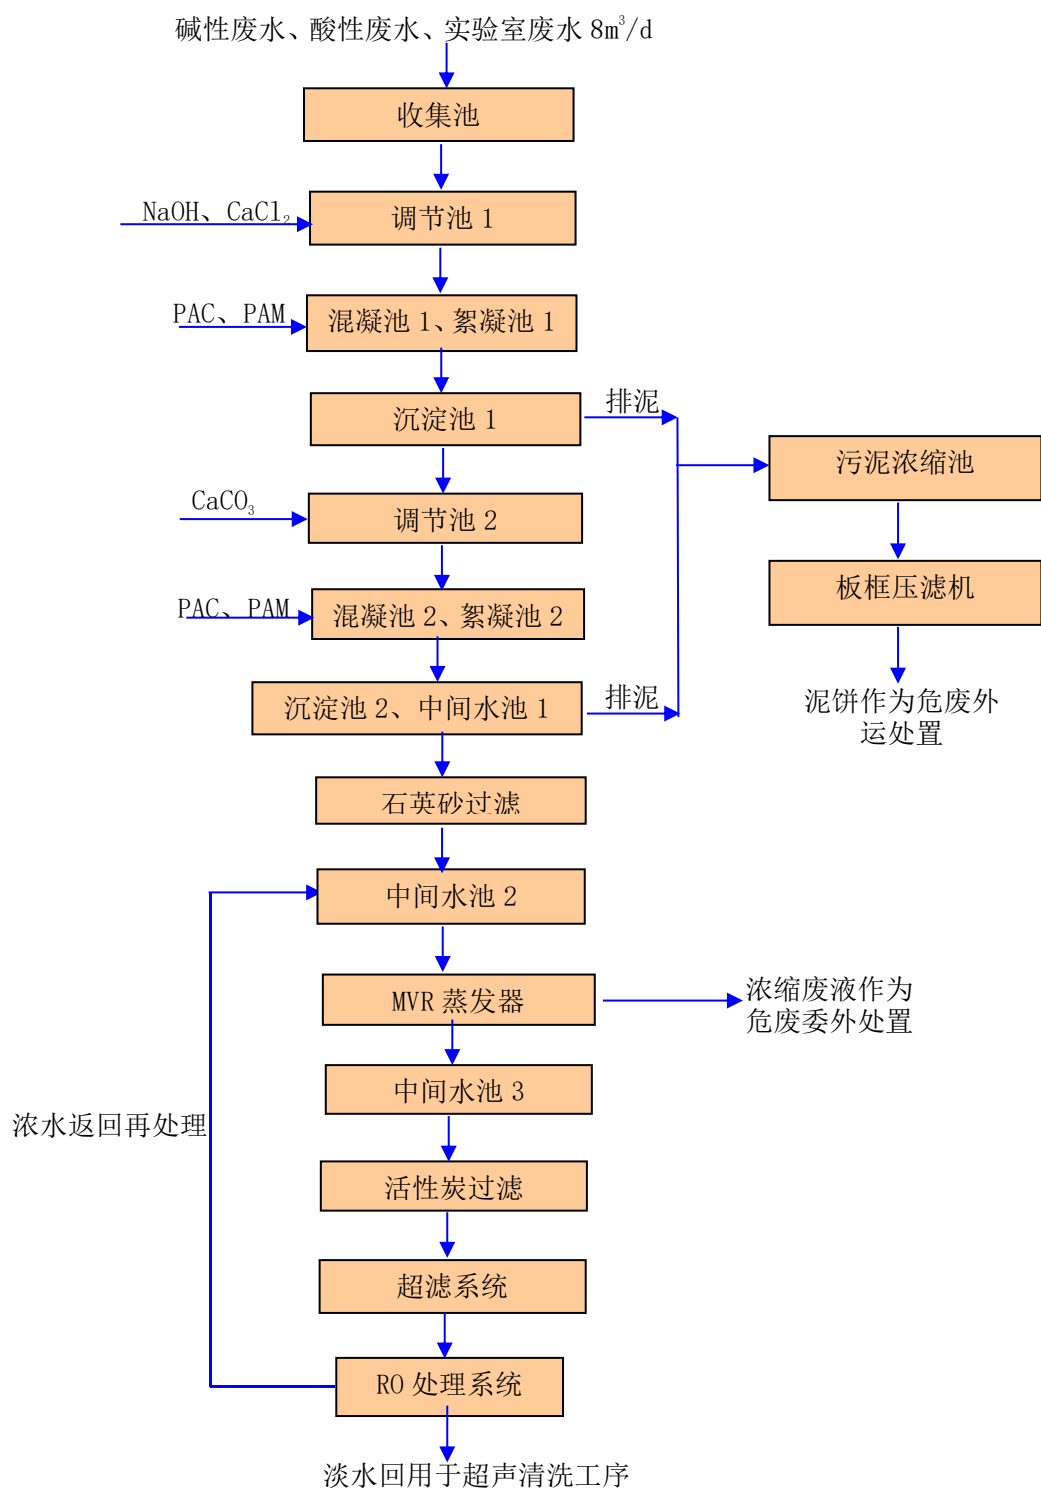 碱性废水、酸性废水、实验室废水 8m³/d
收集池
NaOH、CaCl₂
调节池 1
PAC、PAM
混凝池 1、絮凝池 1
沉淀池 1
排泥
污泥浓缩池
CaCO₃
调节池 2
板框压滤机
PAC、PAM
混凝池 2、絮凝池 2
沉淀池 2、中间水池 1
排泥
泥饼作为危废外
运处置
石英砂过滤
中间水池 2
MVR 蒸发器
浓缩废液作为
危废委外处置
中间水池 3
浓水返回再处理
活性炭过滤
超滤系统
RO 处理系统
淡水回用于超声清洗工序